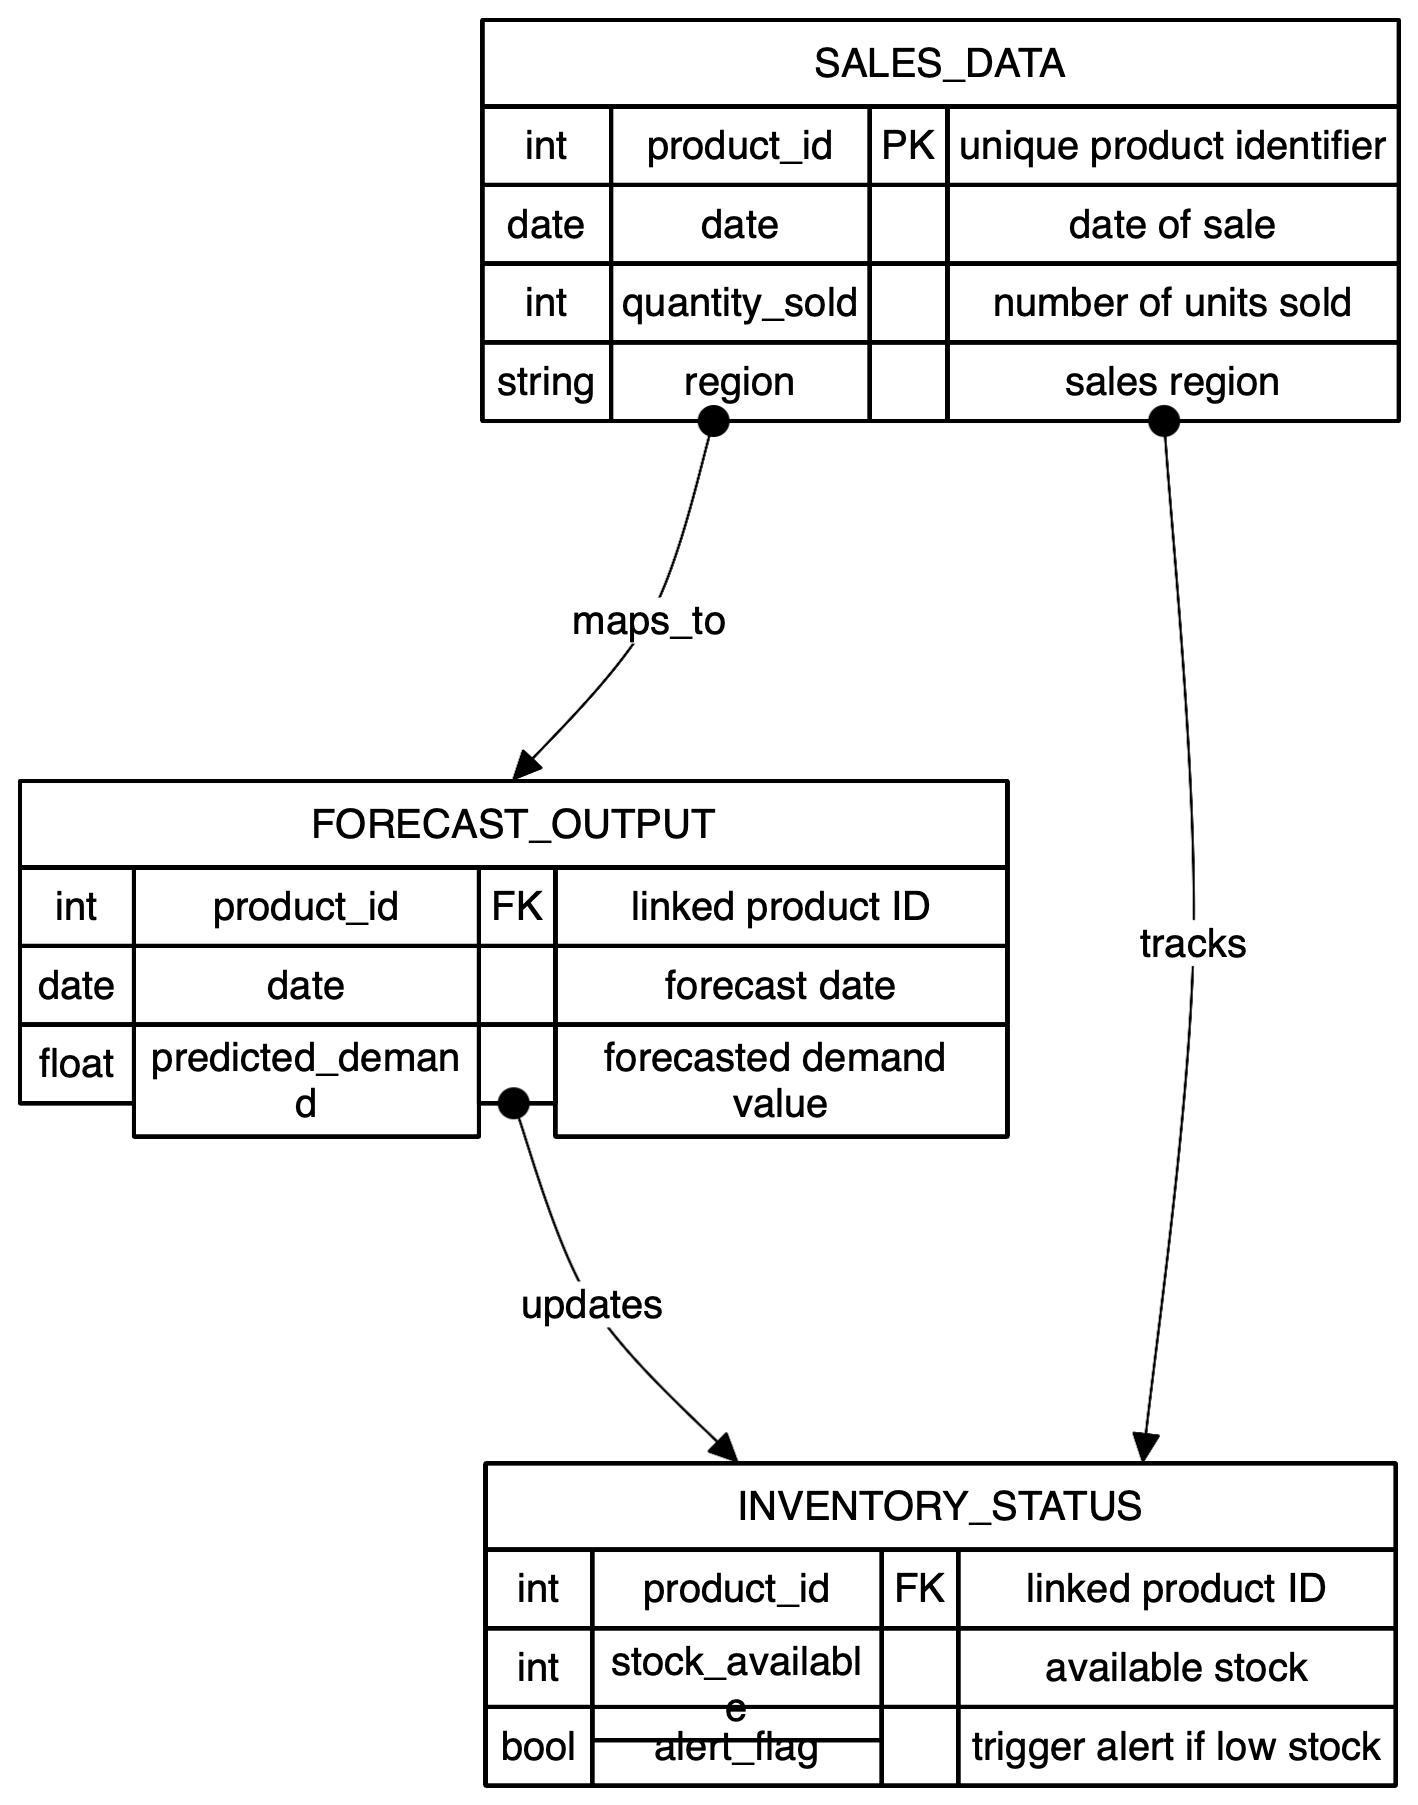 SALES_DATA
int product_id PK unique product identifier
date date date of sale
int quantity_sold number of units sold
string region sales region
maps_to
FORECAST_OUTPUT
int product_id FK linked product ID
tracks
date date forecast date
float predicted_deman forecasted demand
d value
updates
INVENTORY_STATUS
int product_id FK linked product ID
int stock_availabl available stock
e
bool alert_flag trigger alert if low stock